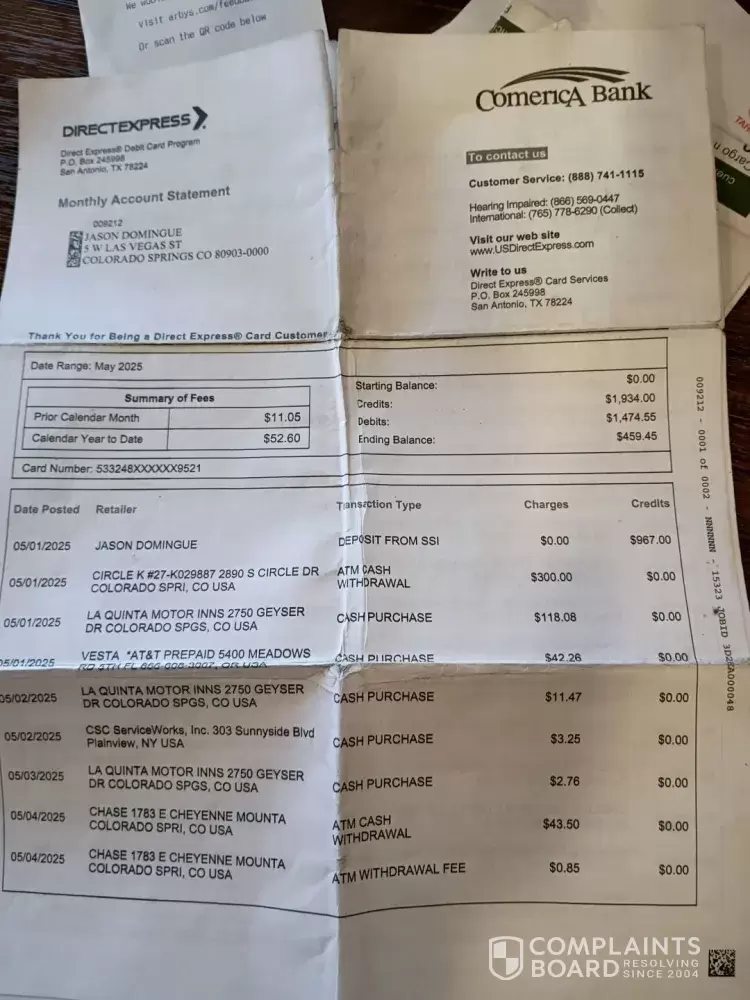 We
visit arbys.com/feedb
Or scan the QR code below
DIRECTEXPRESS
Direct Express® Debit Card Program
P.O. Box 245998
San Antonio, TX 78224
Monthly Account Statement
009212
JASON DOMINGUE
5 W LAS VEGAS ST
COLORADO SPRINGS CO 80903-0000
COMERICA BANK
To contact us
Customer Service: (888) 741-1115
Hearing Impaired: (866) 569-0447
International: (765) 778-6290 (Collect)
Visit our web site
www.USDirectExpress.com
Write to us
Direct Express® Card Services
P.O. Box 245998
San Antonio, TX 78224
Thank You for Being a Direct Express® Card Customer
Date Range: May 2025
Summary of Fees
Prior Calendar Month $11.05
Calendar Year to Date $52.60
Starting Balance: $0.00
Credits: $1,934.00
Debits: $1,474.55
Ending Balance: $459.45
Card Number: 533248XXXXXX9521
Date Posted Retailer Transaction Type Charges Credits
05/01/2025 JASON DOMINGUE DEPOSIT FROM SSI $0.00 $967.00
05/01/2025 CIRCLE K #27-K029887 2890 S CIRCLE DR ATM CASH $300.00 $0.00
COLORADO SPRI, CO USA WITHDRAWAL
05/01/2025 LA QUINTA MOTOR INNS 2750 GEYSER CASH PURCHASE $118.08 $0.00
DR COLORADO SPGS, CO USA
05/01/2025 VESTA *AT&T PREPAID 5400 MEADOWS CASH PURCHASE $42.26 $0.00
USA
05/02/2025 LA QUINTA MOTOR INNS 2750 GEYSER CASH PURCHASE $11.47 $0.00
DR COLORADO SPGS, CO USA
05/02/2025 CSC ServiceWorks, Inc. 303 Sunnyside Blvd CASH PURCHASE $3.25 $0.00
Plainview, NY USA
05/03/2025 LA QUINTA MOTOR INNS 2750 GEYSER CASH PURCHASE $2.76 $0.00
DR COLORADO SPGS, CO USA
05/04/2025 CHASE 1783 E CHEYENNE MOUNTA ATM CASH $43.50 $0.00
COLORADO SPRI, CO USA WITHDRAWAL
05/04/2025 CHASE 1783 E CHEYENNE MOUNTA ATM WITHDRAWAL FEE $0.85 $0.00
COLORADO SPRI, CO USA
009212 - 0001 of 0002 - NNNNNNN - 15323
COMPLAINTS
BOARD RESOLVING
SINCE 2004